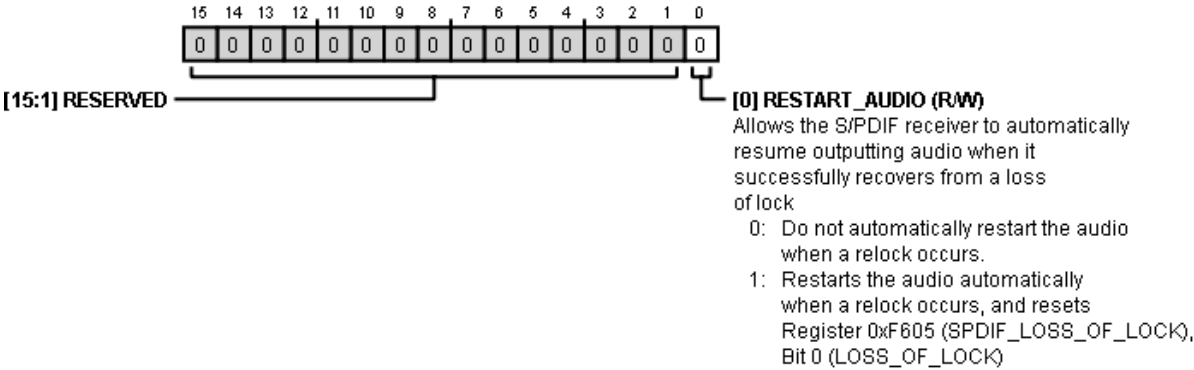 15 14 13 12 11 10 9 8 7 6 5 4 3 2 1 0
0 0 0 0 0 0 0 0 0 0 0 0 0 0 0 0
[15:1] RESERVED
[0] RESTART_AUDIO (R/W)
Allows the S/PDIF receiver to automatically
resume outputting audio when it
successfully recovers from a loss
of lock
0: Do not automatically restart the audio
when a relock occurs.
1: Restarts the audio automatically
when a relock occurs, and resets
Register 0xF605 (SPDIF_LOSS_OF_LOCK),
Bit 0 (LOSS_OF_LOCK)